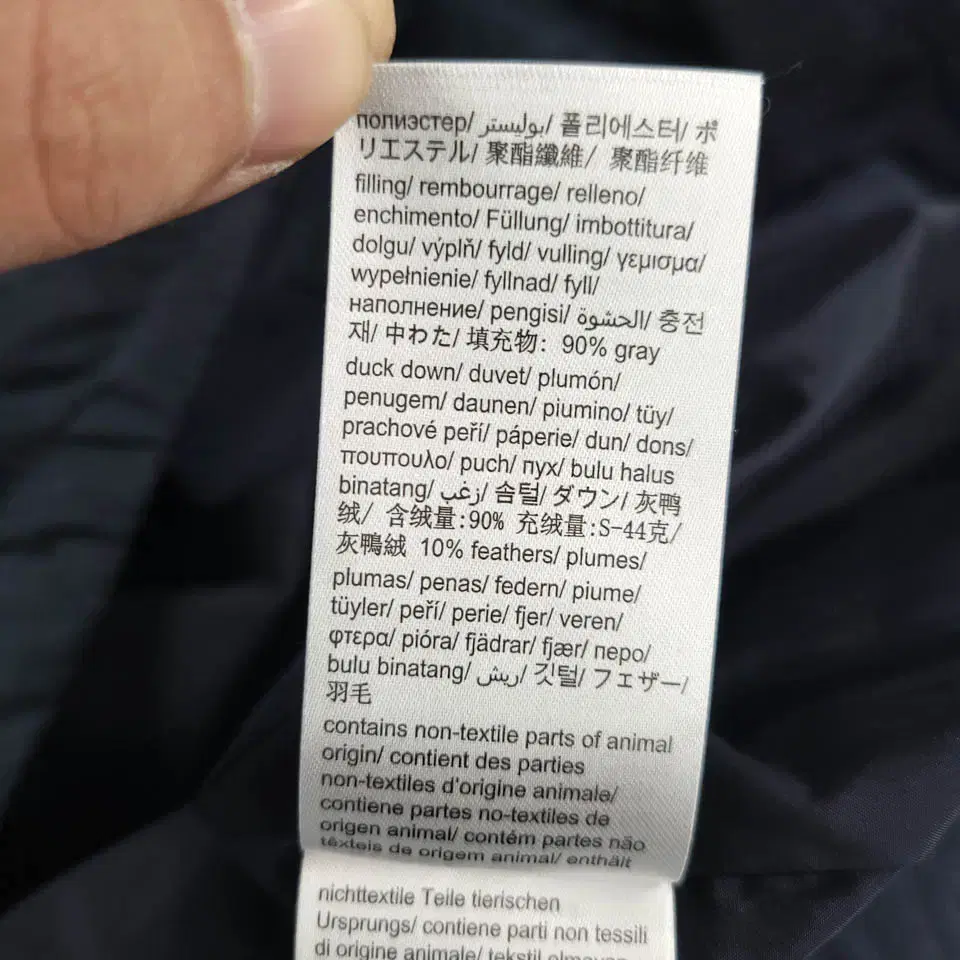 полиэстер/ بوليستر/ 폴리에스터/ ポ
リエステル/ 聚酯纖維/ 聚酯纤维
filling/ rembourrage/ relleno/
enchimento/ Füllung/ imbottitura/
dolgu/ výplň/ fyld/ vulling/ γεμισμα/
wypełnienie/ fyllnad/ fyll/
наполнение/ pengisi/ الحشوة/ 충전
재/ 中わた/ 填充物: 90% gray
duck down/ duvet/ plumón/
penugem/ daunen/ piumino/ tüy/
prachové peří/ páperie/ dun/ dons/
πουπουλο/ puch/ пух/ bulu halus
binatang/ زغب/ 솜털/ ダウン/ 灰鸭
绒/ 含绒量:90% 充绒量:S-44克/
灰鴨絨 10% feathers/ plumes/
plumas/ penas/ federn/ piume/
tüyler/ peří/ perie/ fjer/ veren/
φτερα/ pióra/ fjädrar/ fjær/ перо/
bulu binatang/ ريش/ 깃털/ フェザー/
羽毛
contains non-textile parts of animal
origin/ contient des parties
non-textiles d'origine animale/
contiene partes no-textiles de
origen animal/ contém partes não
têxteis de origem animal/ enthält
nichttextile Teile tierischen
Ursprungs/ contiene parti non tessili
di origine animale/ tekstil olmayan